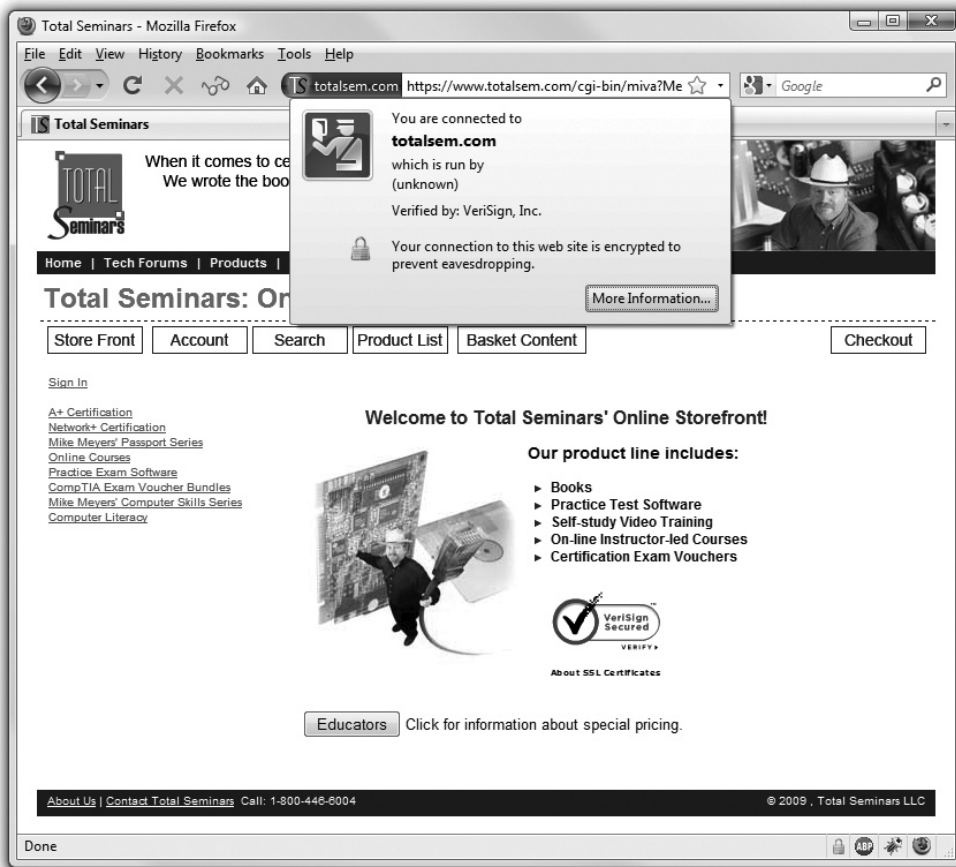 Total Seminars - Mozilla Firefox
File Edit View History Bookmarks Tools Help
totalsem.com https://www.totalsem.com/cgi-bin/miva?Me Google
Total Seminars
You are connected to
totalsem.com
which is run by
(unknown)
Verified by: VeriSign, Inc.
Your connection to this web site is encrypted to
prevent eavesdropping.
More Information...
TOTAL
Seminars
When it comes to ce
We wrote the boo
Home | Tech Forums | Products |
Total Seminars: On
Store Front Account Search Product List Basket Content Checkout
Sign In
A+ Certification
Network+ Certification
Mike Meyers' Passport Series
Online Courses
Practice Exam Software
CompTIA Exam Voucher Bundles
Mike Meyers' Computer Skills Series
Computer Literacy
Welcome to Total Seminars' Online Storefront!
Our product line includes:
► Books
► Practice Test Software
► Self-study Video Training
► On-line Instructor-led Courses
► Certification Exam Vouchers
VeriSign
Secured
VERIFY►
About SSL Certificates
Educators Click for information about special pricing.
About Us | Contact Total Seminars Call: 1-800-446-6004 © 2009 , Total Seminars LLC
Done ABP